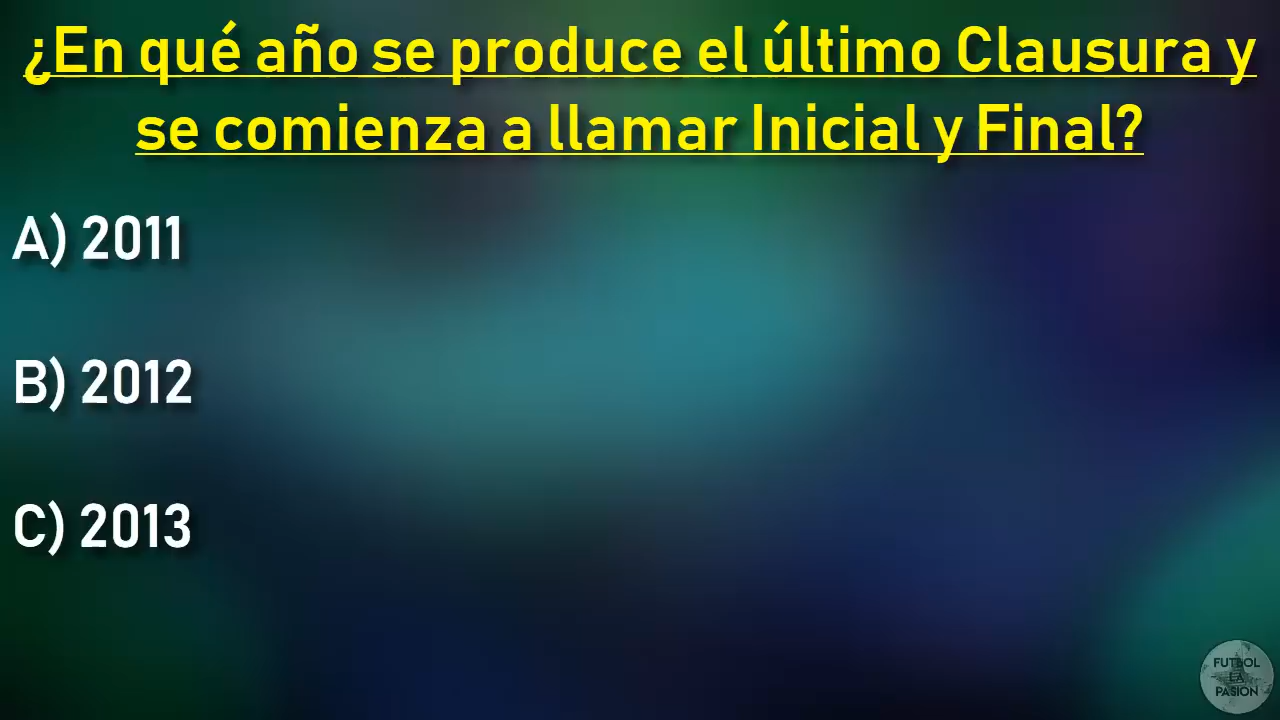 ¿En qué año se produce el último Clausura y
se comienza a llamar Inicial y Final?
A) 2011
B) 2012
C) 2013
FUTBOL
LA
PASION